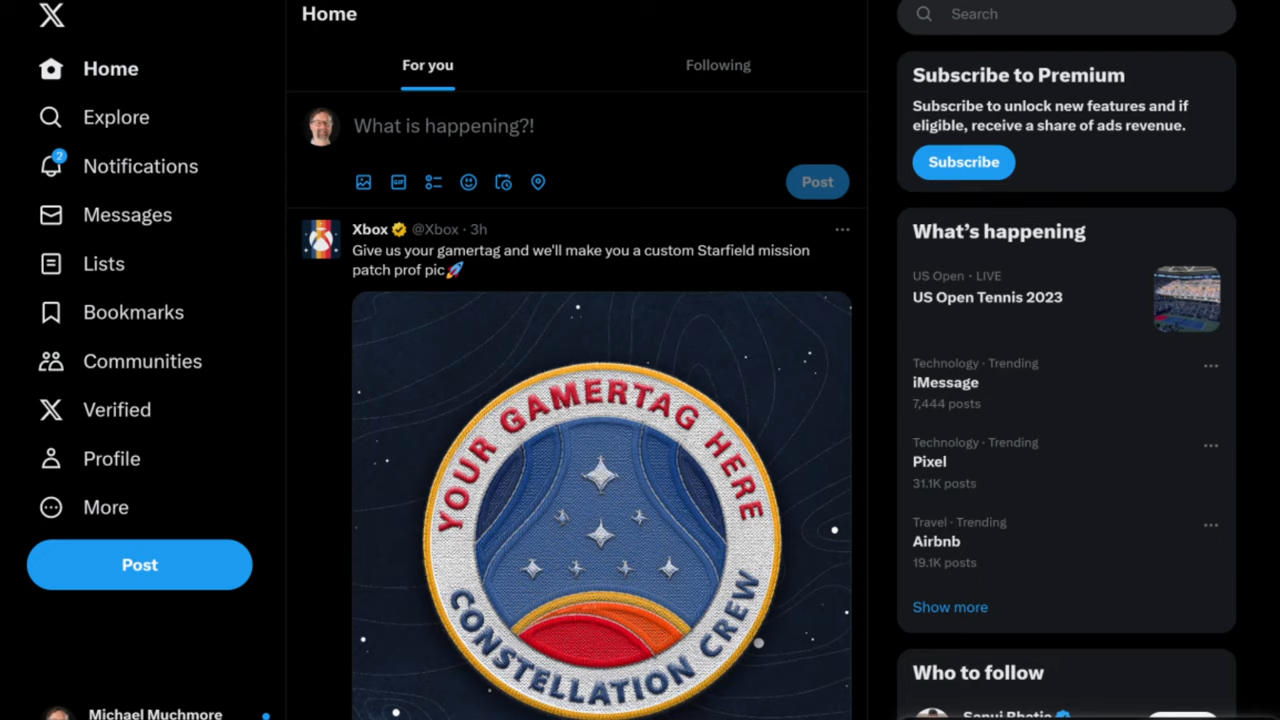 Home
Explore
Notifications
2
Messages
Lists
Bookmarks
Communities
Verified
Profile
More
Post
Michael Muchmore
Home
For you
Following
What is happening?!
GIF
Post
Xbox @Xbox · 3h
Give us your gamertag and we'll make you a custom Starfield mission
patch prof pic
YOUR GAMERTAG HERE
CONSTELLATION CREW
Search
Subscribe to Premium
Subscribe to unlock new features and if
eligible, receive a share of ads revenue.
Subscribe
What's happening
US Open · LIVE
US Open Tennis 2023
Technology · Trending
iMessage
7,444 posts
Technology · Trending
Pixel
31.1K posts
Travel · Trending
Airbnb
19.1K posts
Show more
Who to follow